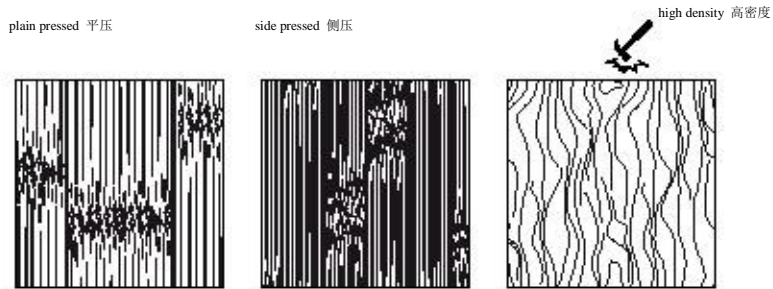 plain pressed 平压
side pressed 侧压
high density 高密度